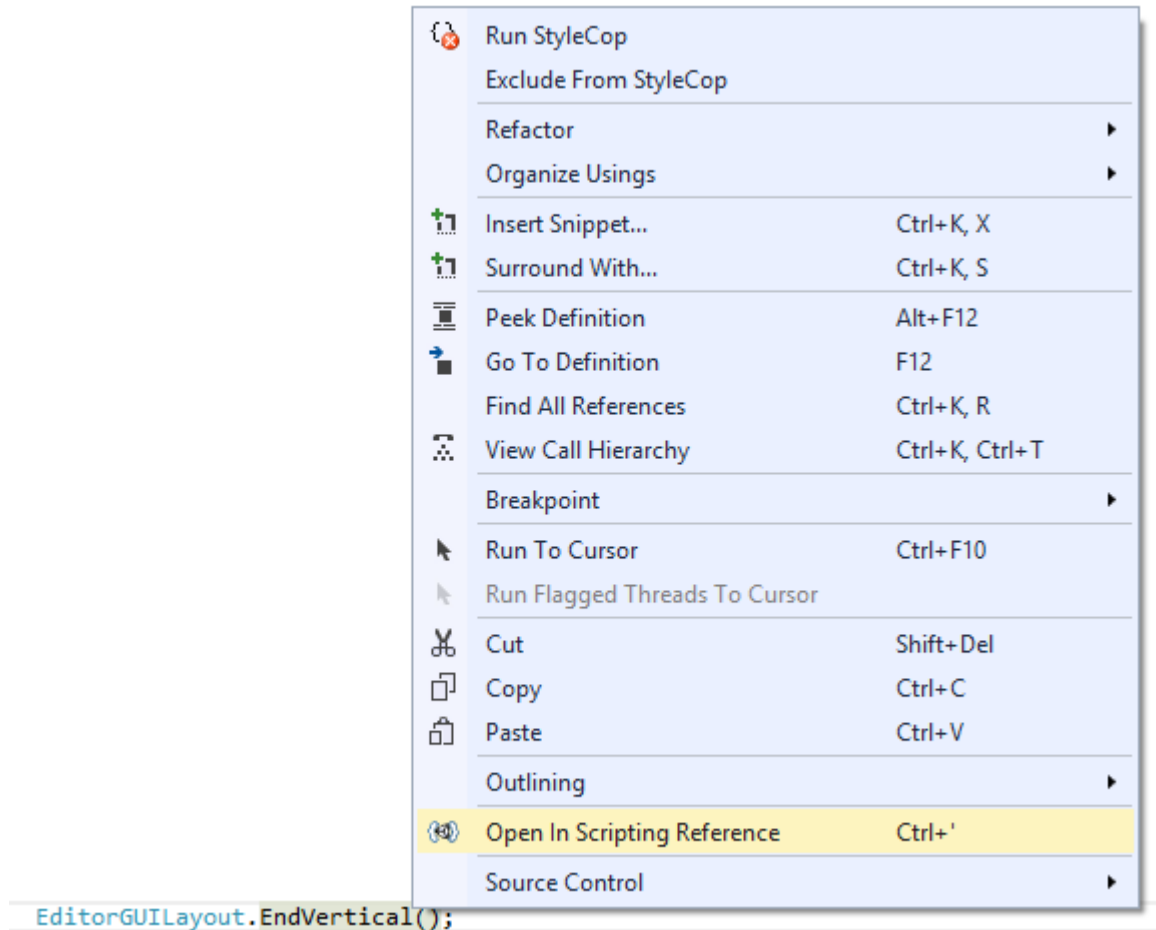 Run StyleCop
Exclude From StyleCop
Refactor
Organize Usings
Insert Snippet... Ctrl+K, X
Surround With... Ctrl+K, S
Peek Definition Alt+F12
Go To Definition F12
Find All References Ctrl+K, R
View Call Hierarchy Ctrl+K, Ctrl+T
Breakpoint
Run To Cursor Ctrl+F10
Run Flagged Threads To Cursor
Cut Shift+Del
Copy Ctrl+C
Paste Ctrl+V
Outlining
Open In Scripting Reference Ctrl+'
Source Control
EditorGUILayout.EndVertical();